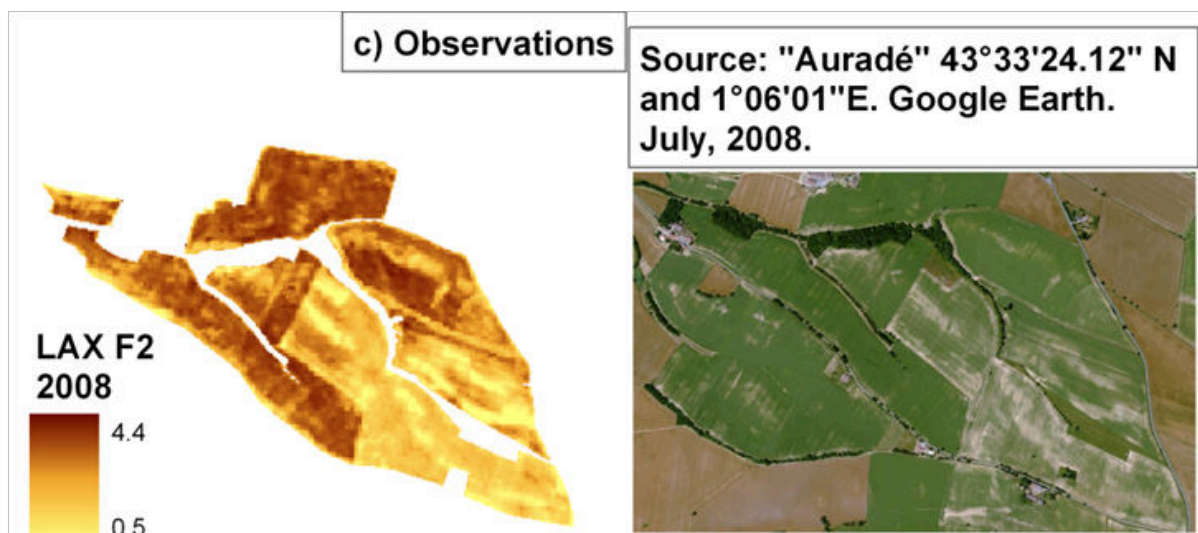 c) Observations
Source: "Auradé" 43°33'24.12" N
and 1°06'01"E. Google Earth.
July, 2008.
LAX F2
2008
4.4
0.5